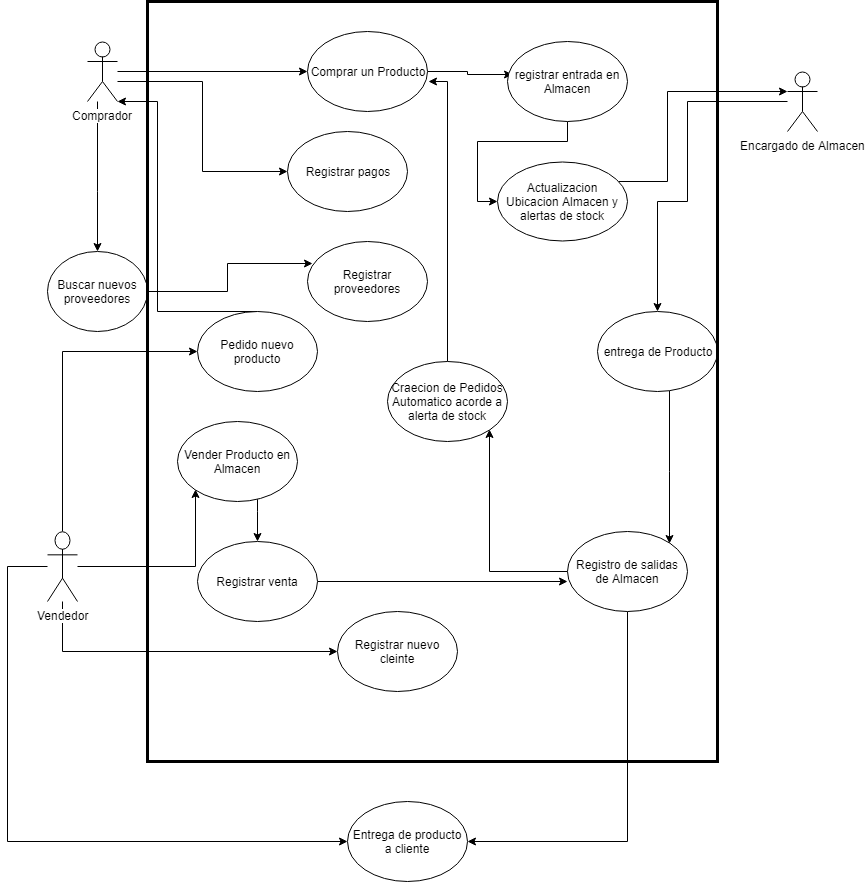 Comprar un Producto
registrar entrada en
Almacen
Comprador
Encargado de Almacen
Registrar pagos
Actualizacion
Ubicacion Almacen y
alertas de stock
Buscar nuevos
proveedores
Registrar
proveedores
Pedido nuevo
producto
entrega de Producto
Craecion de Pedidos
Automatico acorde a
alerta de stock
Vender Producto en
Almacen
Registrar venta
Registro de salidas
de Almacen
Vendedor
Registrar nuevo
cleinte
Entrega de producto
a cliente